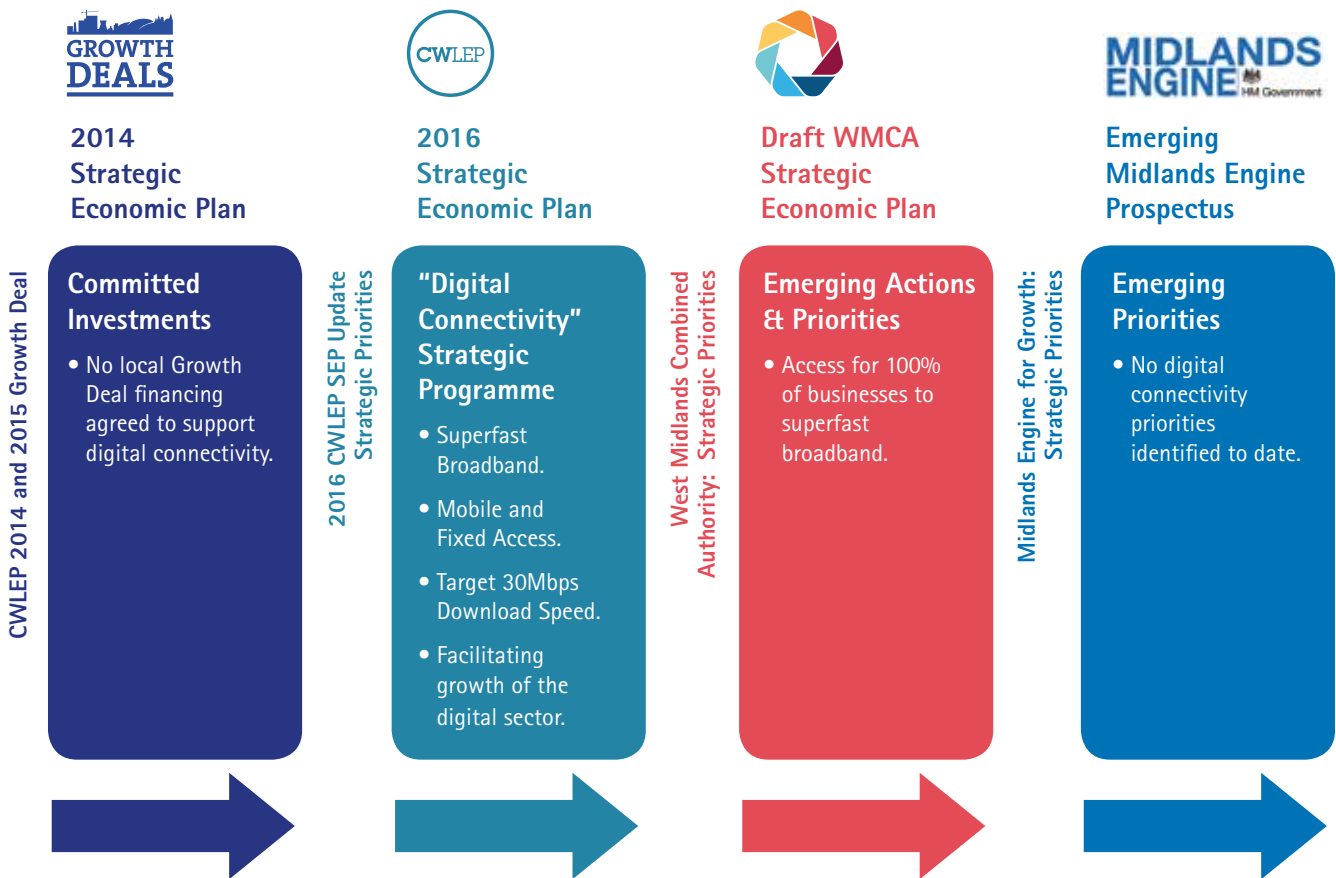 GROWTH
DEALS
2014
Strategic
Economic Plan
CWLEP 2014 and 2015 Growth Deal
Committed
Investments
• No local Growth
Deal financing
agreed to support
digital connectivity.
CWLEP
2016
Strategic
Economic Plan
2016 CWLEP SEP Update
Strategic Priorities
"Digital
Connectivity"
Strategic
Programme
• Superfast
Broadband.
• Mobile and
Fixed Access.
• Target 30Mbps
Download Speed.
• Facilitating
growth of the
digital sector.
Draft WMCA
Strategic
Economic Plan
West Midlands Combined
Authority: Strategic Priorities
Emerging Actions
& Priorities
• Access for 100%
of businesses to
superfast
broadband.
MIDLANDS
ENGINE HM Government
Emerging
Midlands Engine
Prospectus
Midlands Engine for Growth:
Strategic Priorities
Emerging
Priorities
• No digital
connectivity
priorities
identified to date.